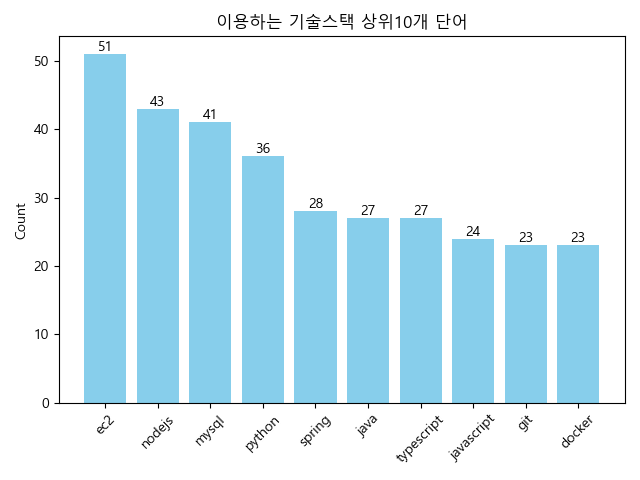 이용하는 기술스택 상위10개 단어
Count
50
40
30
20
10
0
51
43
41
36
28
27
27
24
23
23
ec2
nodejs
mysql
python
spring
java
typescript
javascript
git
docker